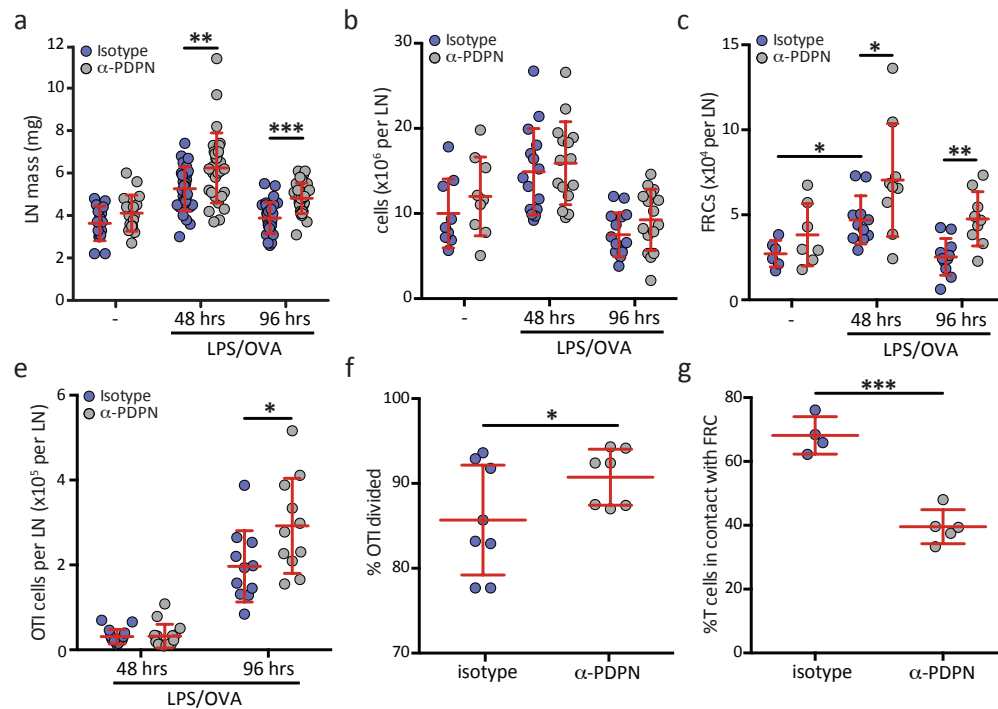 a
LN mass (mg)
12
10
8
6
4
2
0
Isotype
α-PDPN
**
***
-
48 hrs
96 hrs
LPS/OVA
b
cells (x10⁶ per LN)
30
20
10
0
Isotype
α-PDPN
-
48 hrs
96 hrs
LPS/OVA
c
FRCs (x10⁴ per LN)
15
10
5
0
Isotype
α-PDPN
*
*
**
-
48 hrs
96 hrs
LPS/OVA
e
OTI cells per LN (x10⁵ per LN)
6
4
2
0
Isotype
α-PDPN
*
48 hrs
96 hrs
LPS/OVA
f
% OTI divided
100
90
80
70
*
isotype
α-PDPN
g
%T cells in contact with FRC
80
60
40
20
0
***
isotype
α-PDPN